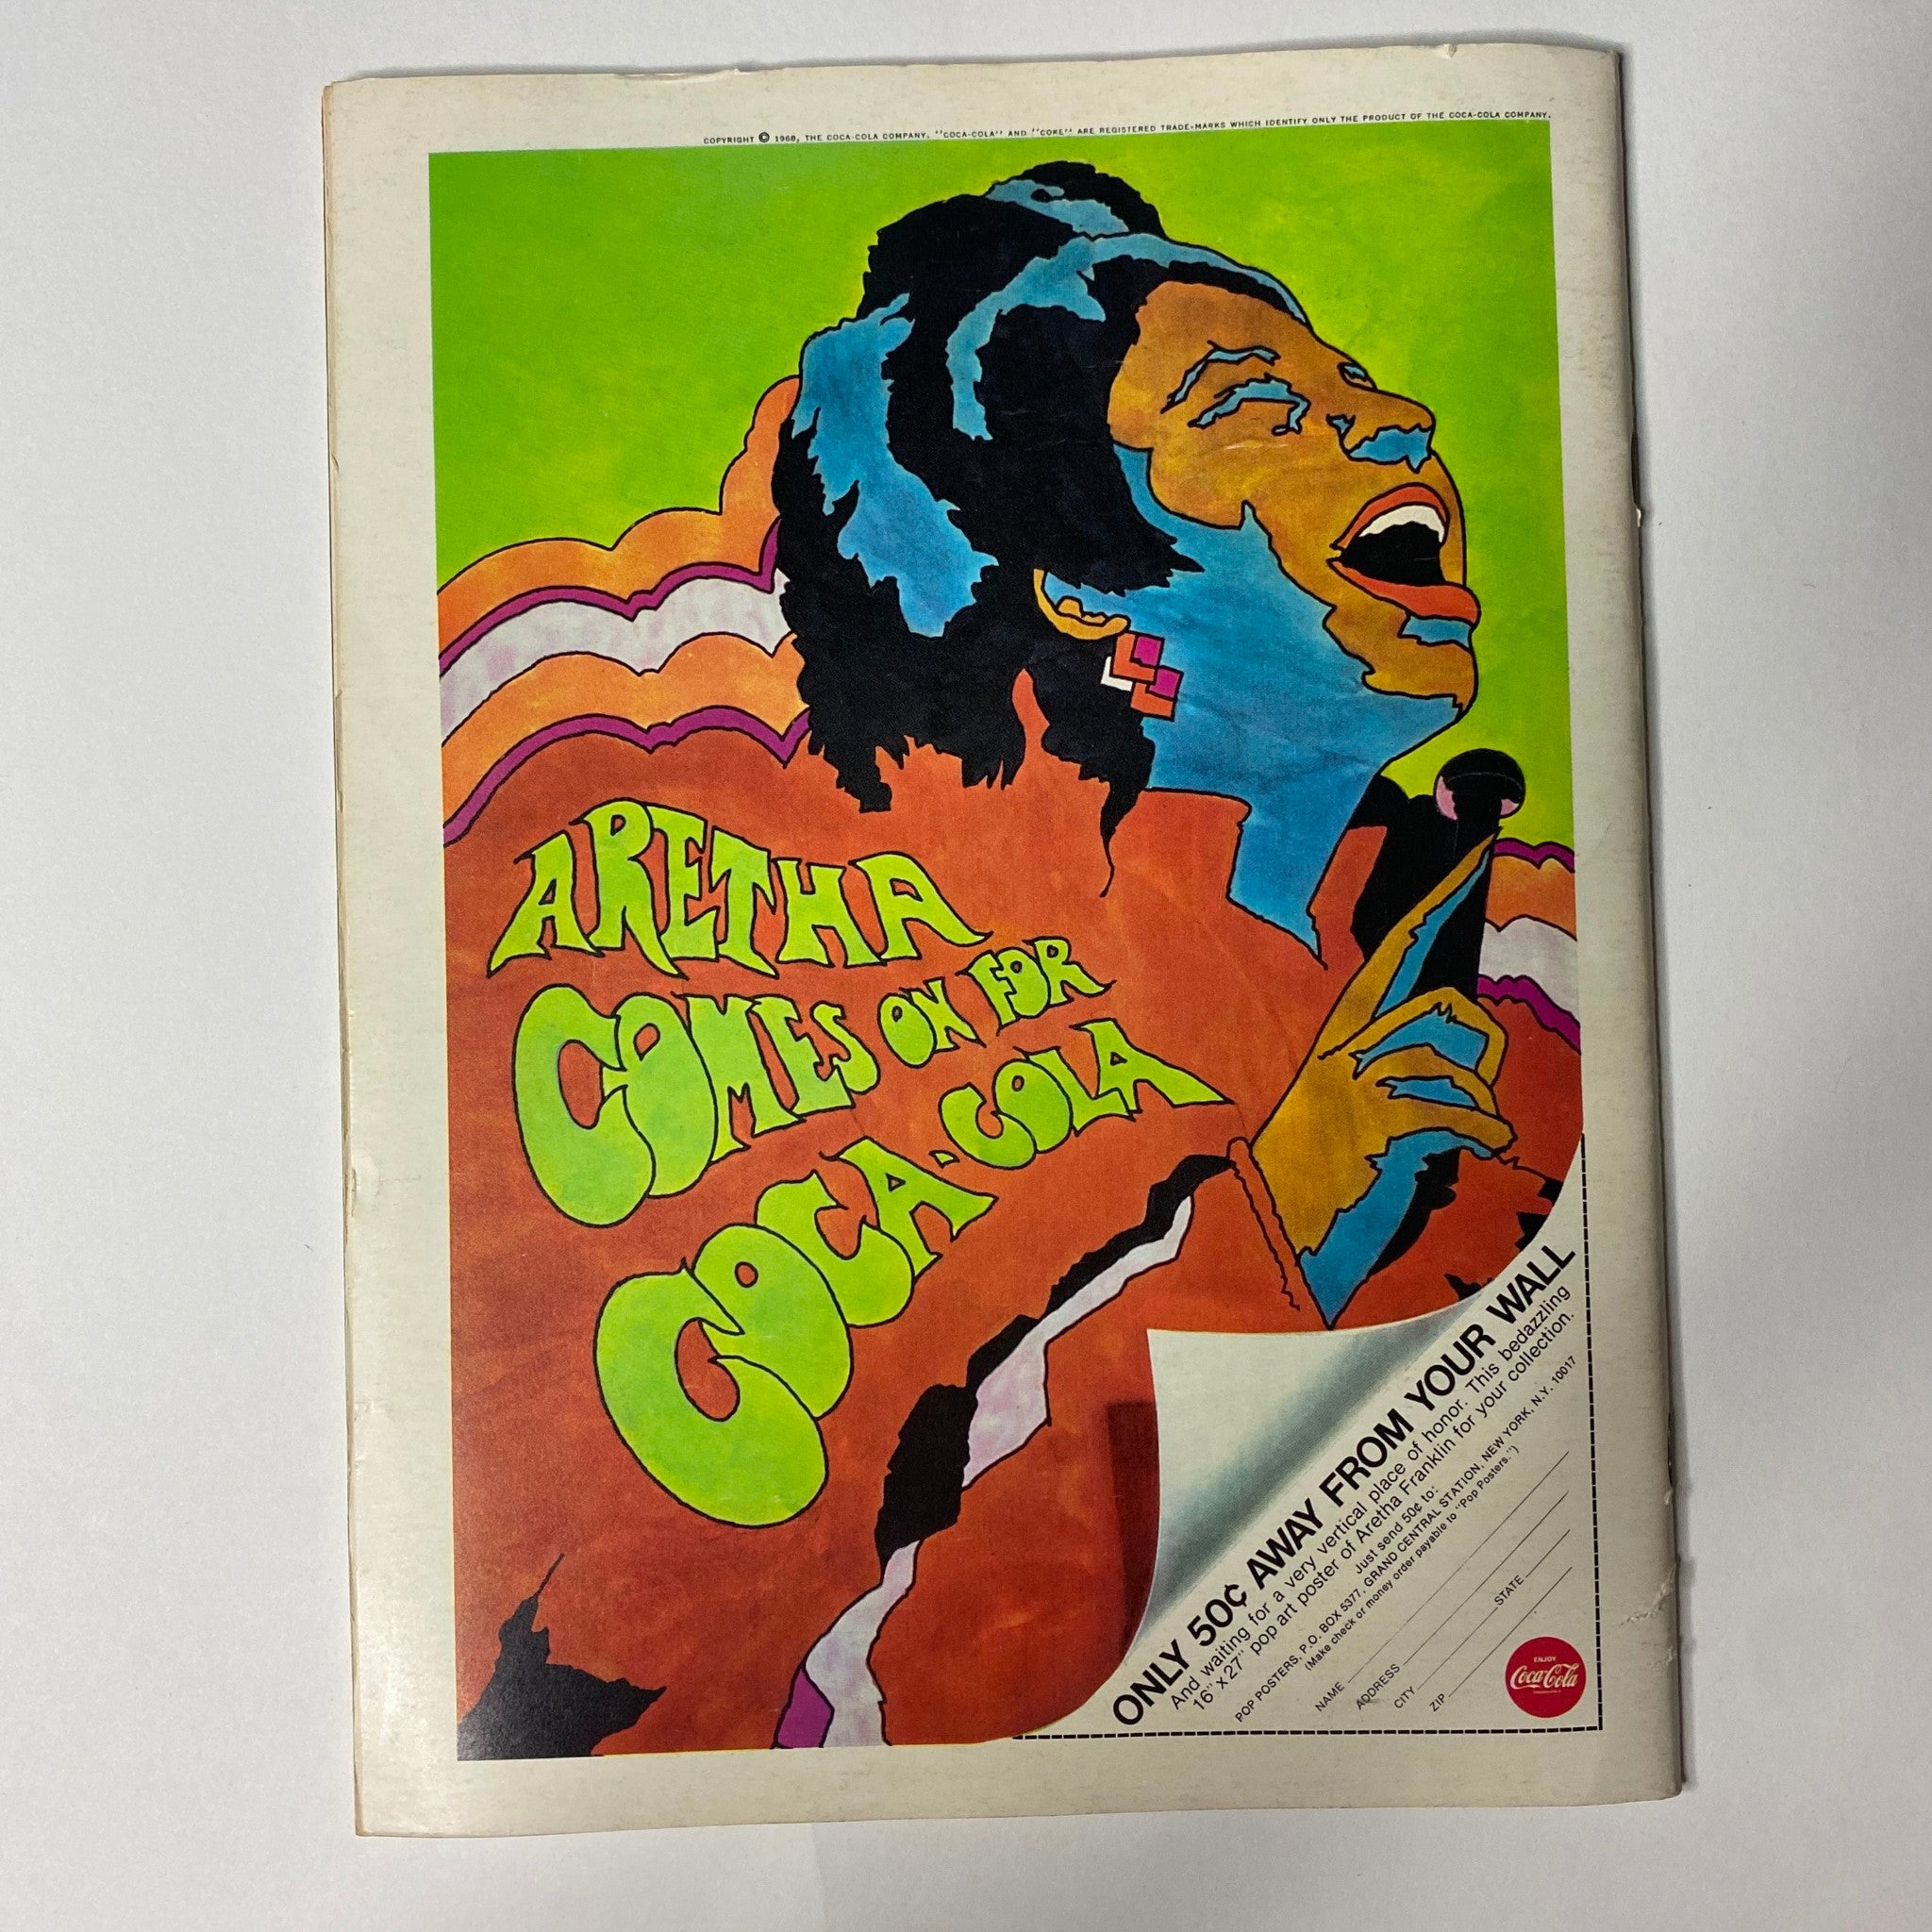 COPYRIGHT © 1968, THE COCA-COLA COMPANY. "COCA-COLA" AND "COKE" ARE REGISTERED TRADE-MARKS WHICH IDENTIFY ONLY THE PRODUCT OF THE COCA-COLA COMPANY.
ARETHA
COMES ON FOR
COCA-COLA
ONLY 50¢ AWAY FROM YOUR WALL
And waiting for a very vertical place of honor. This bedazzling
16" x 27" pop art poster of Aretha Franklin for your collection.
Just send 50¢ to:
POP POSTERS, P.O. BOX 5377, GRAND CENTRAL STATION, NEW YORK, N.Y. 10017
(Make check or money order payable to "Pop Posters.")
NAME
ADDRESS
CITY STATE
ZIP
ENJOY
Coca-Cola